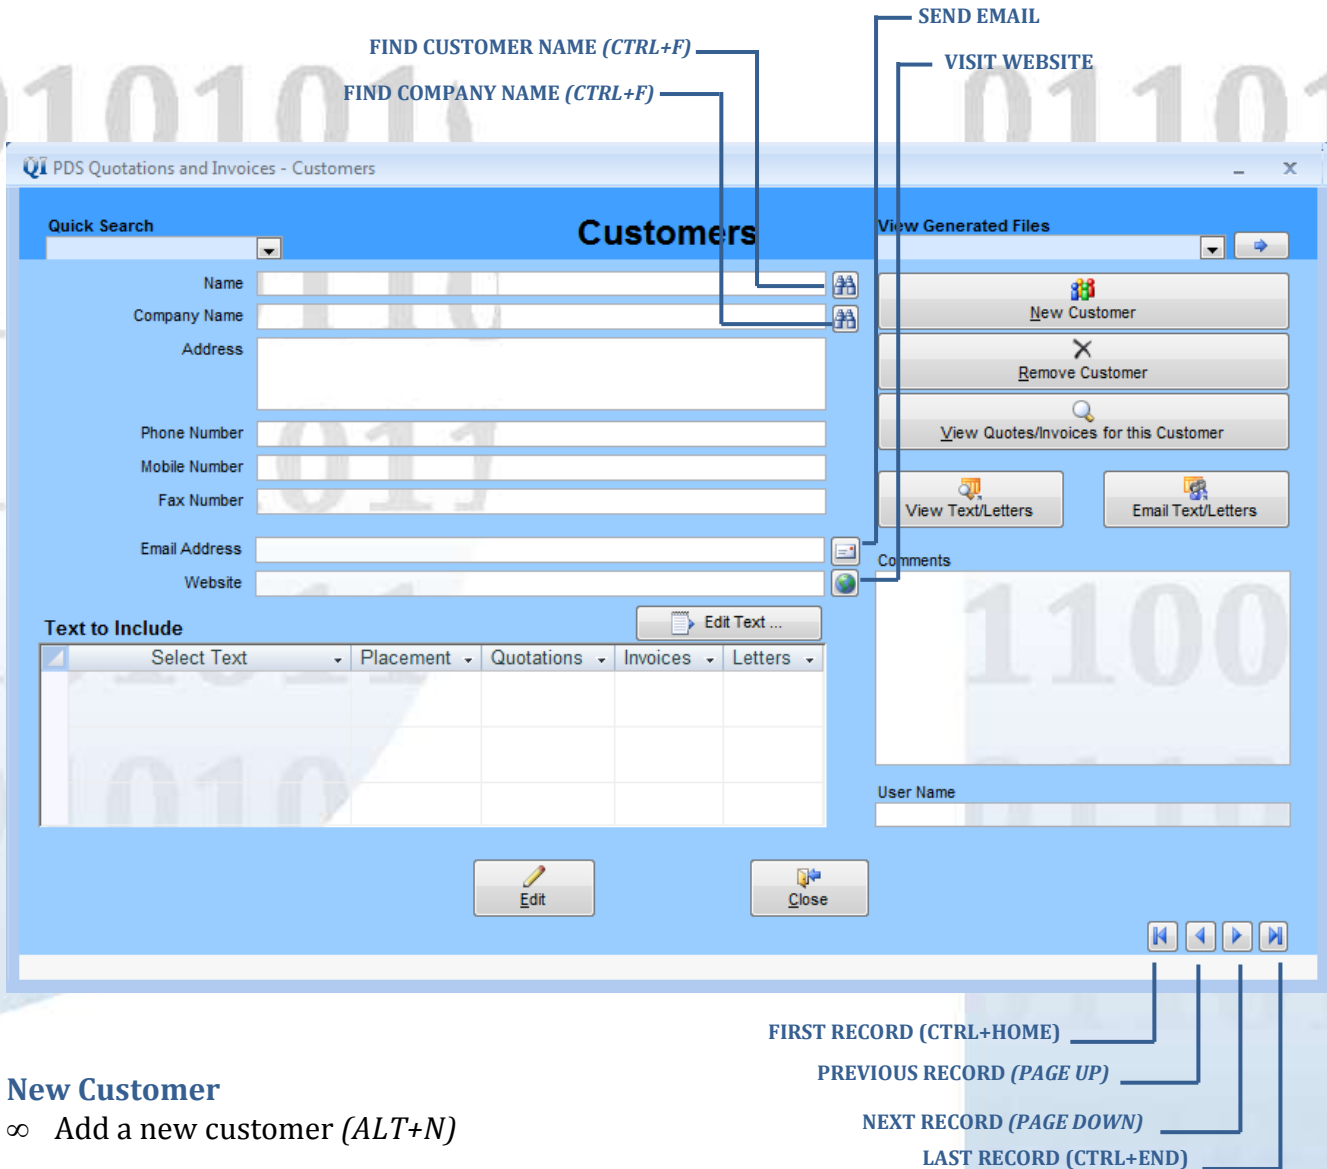 SEND EMAIL
FIND CUSTOMER NAME (CTRL+F)
VISIT WEBSITE
FIND COMPANY NAME (CTRL+F)
QI PDS Quotations and Invoices - Customers
Quick Search
Customers
View Generated Files
Name
New Customer
Company Name
Address
Remove Customer
Phone Number
View Quotes/Invoices for this Customer
Mobile Number
Fax Number
View Text/Letters
Email Text/Letters
Email Address
Comments
Website
Edit Text ...
Text to Include
Select Text Placement Quotations Invoices Letters
User Name
Edit
Close
FIRST RECORD (CTRL+HOME)
PREVIOUS RECORD (PAGE UP)
New Customer
∞ Add a new customer (ALT+N)
NEXT RECORD (PAGE DOWN)
LAST RECORD (CTRL+END)